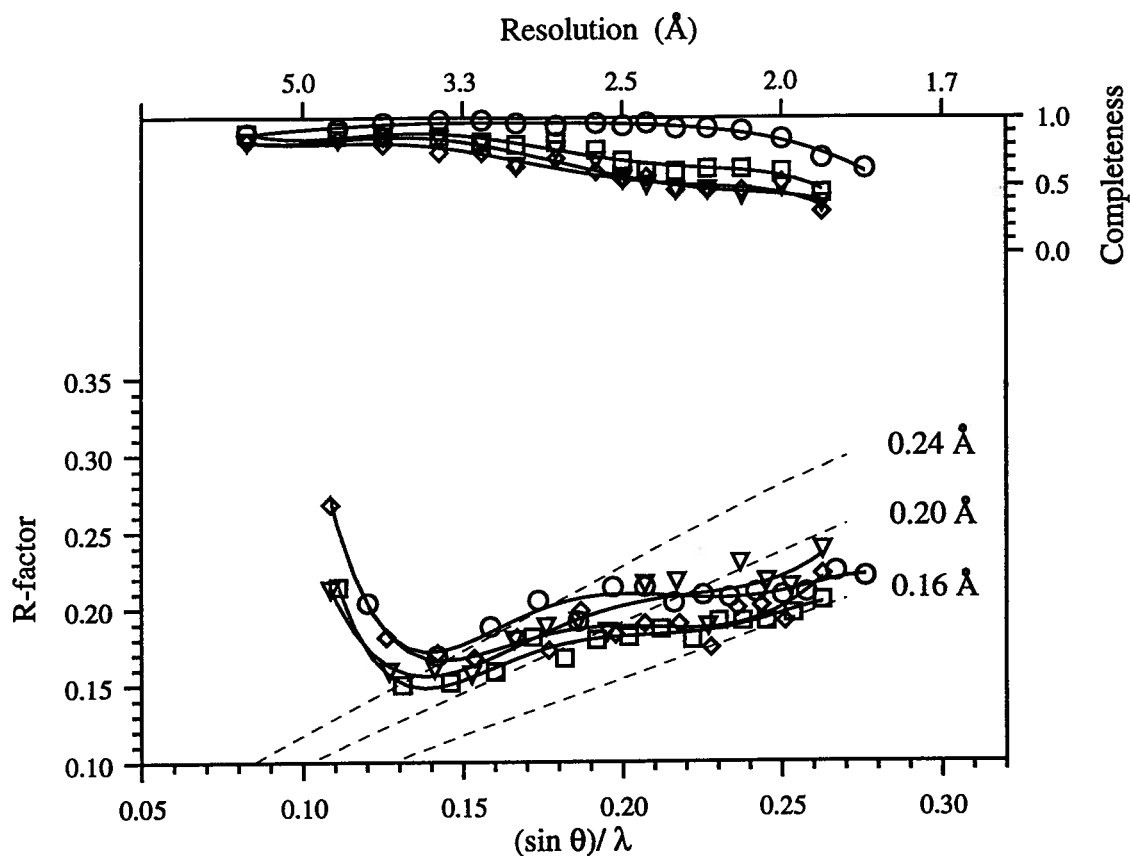 Resolution (Å)
5.0 3.3 2.5 2.0 1.7
1.0
0.5
0.0
Completeness
0.35
0.30
0.25
0.20
0.15
0.10
R-factor
0.24 Å
0.20 Å
0.16 Å
0.05 0.10 0.15 0.20 0.25 0.30
(sin θ)/ λ